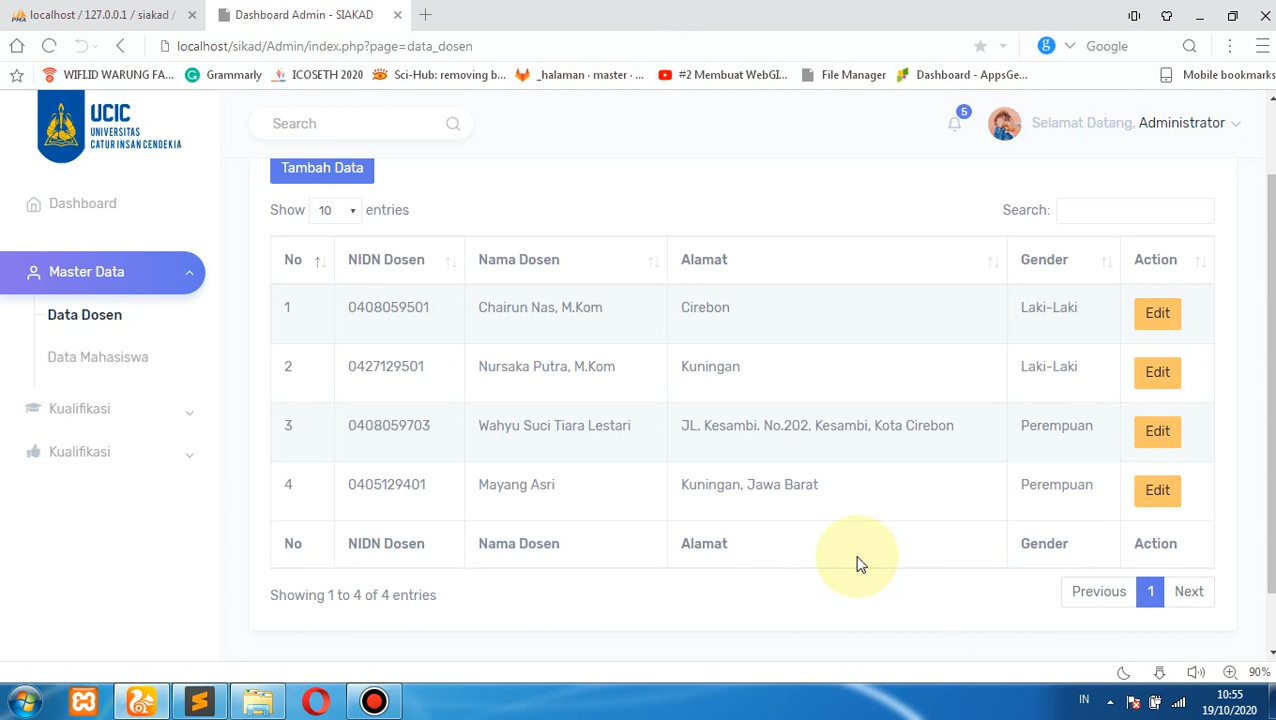 localhost / 127.0.0.1 / siakad /
Dashboard Admin - SIAKAD
localhost/sikad/Admin/index.php?page=data_dosen
Google
WIFI.ID WARUNG FA...
Grammarly
ICOSETH 2020
Sci-Hub: removing b...
_halaman · master · ...
#2 Membuat WebGI...
File Manager
Dashboard - AppsGe...
Mobile bookmarks
UCIC
UNIVERSITAS
CATUR INSAN CENDEKIA
Search
5
Selamat Datang, Administrator
Dashboard
Master Data
Data Dosen
Data Mahasiswa
Kualifikasi
Kualifikasi
Tambah Data
Show 10 entries
Search:
No NIDN Dosen Nama Dosen Alamat Gender Action
1 0408059501 Chairun Nas, M.Kom Cirebon Laki-Laki Edit
2 0427129501 Nursaka Putra, M.Kom Kuningan Laki-Laki Edit
3 0408059703 Wahyu Suci Tiara Lestari JL. Kesambi. No.202, Kesambi, Kota Cirebon Perempuan Edit
4 0405129401 Mayang Asri Kuningan, Jawa Barat Perempuan Edit
No NIDN Dosen Nama Dosen Alamat Gender Action
Showing 1 to 4 of 4 entries
Previous 1 Next
90%
IN
10:55
19/10/2020